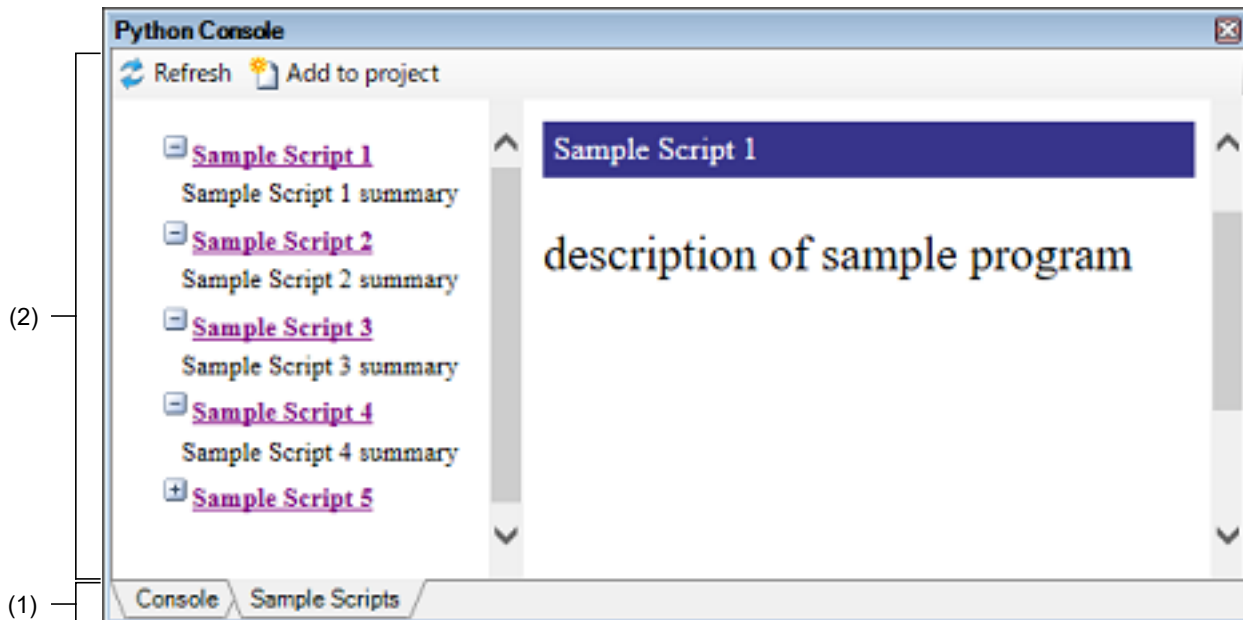 Python Console
Refresh Add to project
Sample Script 1
Sample Script 1 summary
Sample Script 2
Sample Script 2 summary
Sample Script 3
Sample Script 3 summary
Sample Script 4
Sample Script 4 summary
Sample Script 5
Sample Script 1
description of sample program
(2)
(1)
Console Sample Scripts